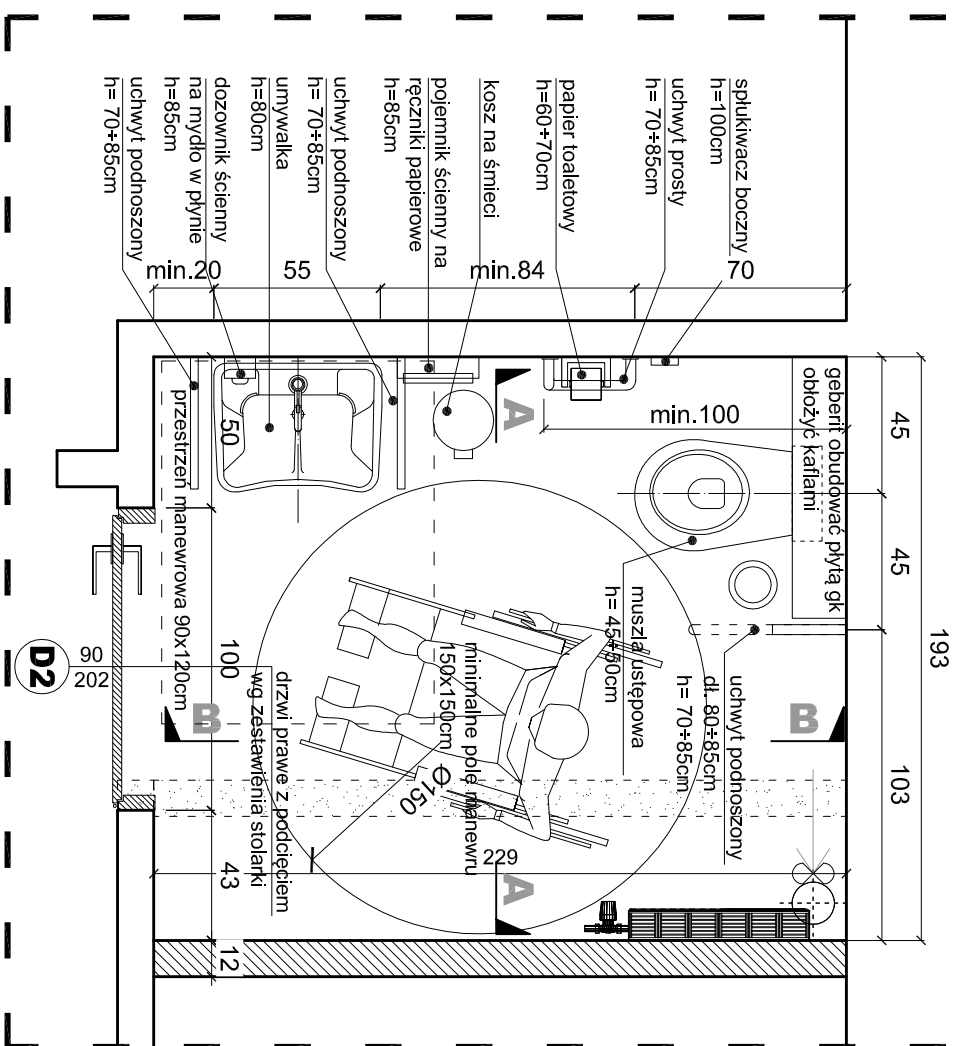 spłukiwacz boczny
h=100cm
uchwyt prosty
h= 70÷85cm
papier toaletowy
h=60÷70cm
kosz na śmieci
pojemnik ścienny na
ręczniki papierowe
h=85cm
uchwyt podnoszony
h= 70÷85cm
umywalka
h=80cm
dozownik ścienny
na mydło w płynie
h=85cm
uchwyt podnoszony
h= 70÷85cm
min.20
55
min.84
70
geberit obudować płytą gk
obłożyć kaflami
min.100
A
50
przestrzeń manewrowa 90x120cm
45
45
103
193
muszla ustępowa
h= 45÷50cm
uchwyt podnoszony
dł. 80÷85cm
h= 70÷85cm
minimalne pole manewru
150x150cm
Ø150
B
B
drzwi prawe z podcięciem
wg zestawienia stolarki
100
43
12
229
A
90
202
D2